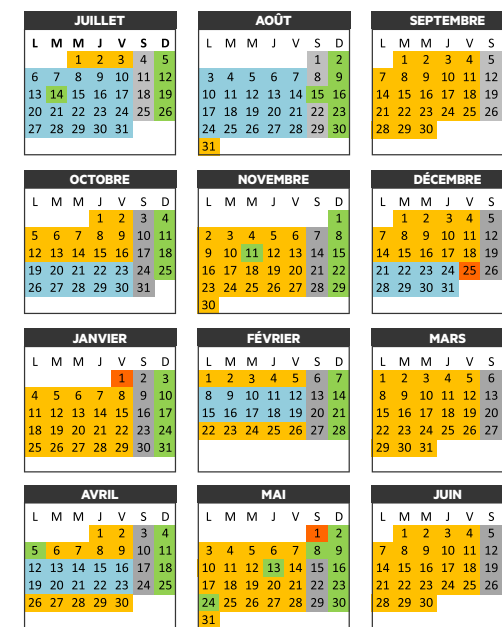 JUILLET
L M M J V S D
1 2 3 4 5
6 7 8 9 10 11 12
13 14 15 16 17 18 19
20 21 22 23 24 25 26
27 28 29 30 31
AOÛT
L M M J V S D
1 2
3 4 5 6 7 8 9
10 11 12 13 14 15 16
17 18 19 20 21 22 23
24 25 26 27 28 29 30
31
SEPTEMBRE
L M M J V S
1 2 3 4 5
7 8 9 10 11 12
14 15 16 17 18 19
21 22 23 24 25 26
28 29 30
OCTOBRE
L M M J V S D
1 2 3 4
5 6 7 8 9 10 11
12 13 14 15 16 17 18
19 20 21 22 23 24 25
26 27 28 29 30 31
NOVEMBRE
L M M J V S D
1
2 3 4 5 6 7 8
9 10 11 12 13 14 15
16 17 18 19 20 21 22
23 24 25 26 27 28 29
30
DÉCEMBRE
L M M J V S
1 2 3 4 5
7 8 9 10 11 12
14 15 16 17 18 19
21 22 23 24 25 26
28 29 30 31
JANVIER
L M M J V S D
1 2 3
4 5 6 7 8 9 10
11 12 13 14 15 16 17
18 19 20 21 22 23 24
25 26 27 28 29 30 31
FÉVRIER
L M M J V S D
1 2 3 4 5 6 7
8 9 10 11 12 13 14
15 16 17 18 19 20 21
22 23 24 25 26 27 28
MARS
L M M J V S
1 2 3 4 5 6
8 9 10 11 12 13
15 16 17 18 19 20
22 23 24 25 26 27
29 30 31
AVRIL
L M M J V S D
1 2 3 4
5 6 7 8 9 10 11
12 13 14 15 16 17 18
19 20 21 22 23 24 25
26 27 28 29 30
MAI
L M M J V S D
1 2
3 4 5 6 7 8 9
10 11 12 13 14 15 16
17 18 19 20 21 22 23
24 25 26 27 28 29 30
31
JUIN
L M M J V S
1 2 3 4 5
7 8 9 10 11 12
14 15 16 17 18 19
21 22 23 24 25 26
28 29 30